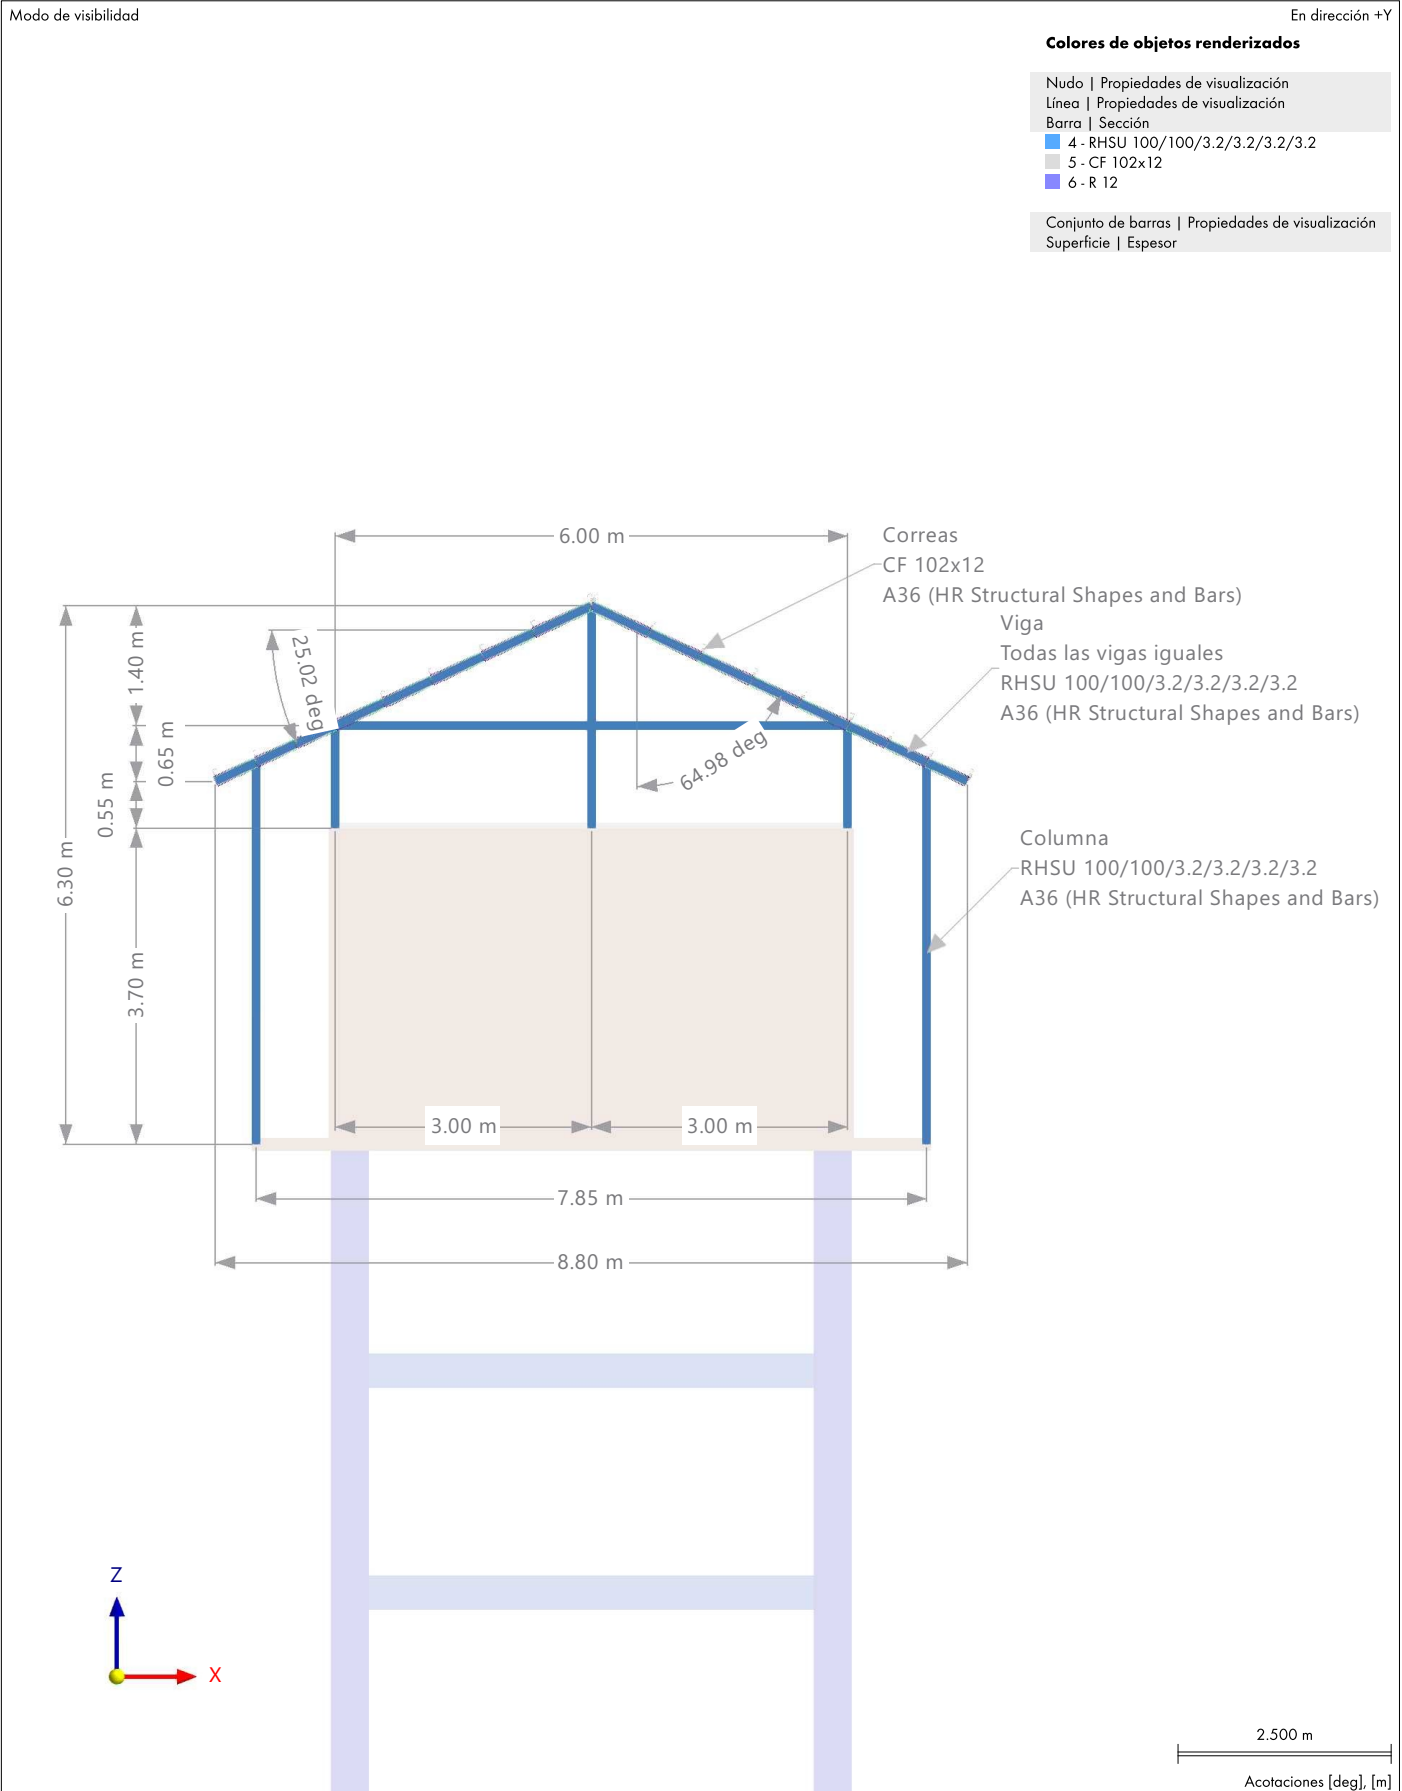 Modo de visibilidad
En dirección +Y
Colores de objetos renderizados
Nudo | Propiedades de visualización
Línea | Propiedades de visualización
Barra | Sección
4 - RHSU 100/100/3.2/3.2/3.2/3.2
5 - CF 102x12
6 - R 12
Conjunto de barras | Propiedades de visualización
Superficie | Espesor
6.00 m
Correas
CF 102x12
A36 (HR Structural Shapes and Bars)
Viga
Todas las vigas iguales
RHSU 100/100/3.2/3.2/3.2/3.2
A36 (HR Structural Shapes and Bars)
1.40 m
25.02 deg
0.65 m
64.98 deg
0.55 m
6.30 m
3.70 m
Columna
RHSU 100/100/3.2/3.2/3.2/3.2
A36 (HR Structural Shapes and Bars)
3.00 m
3.00 m
7.85 m
8.80 m
Z
X
2.500 m
Acotaciones [deg], [m]